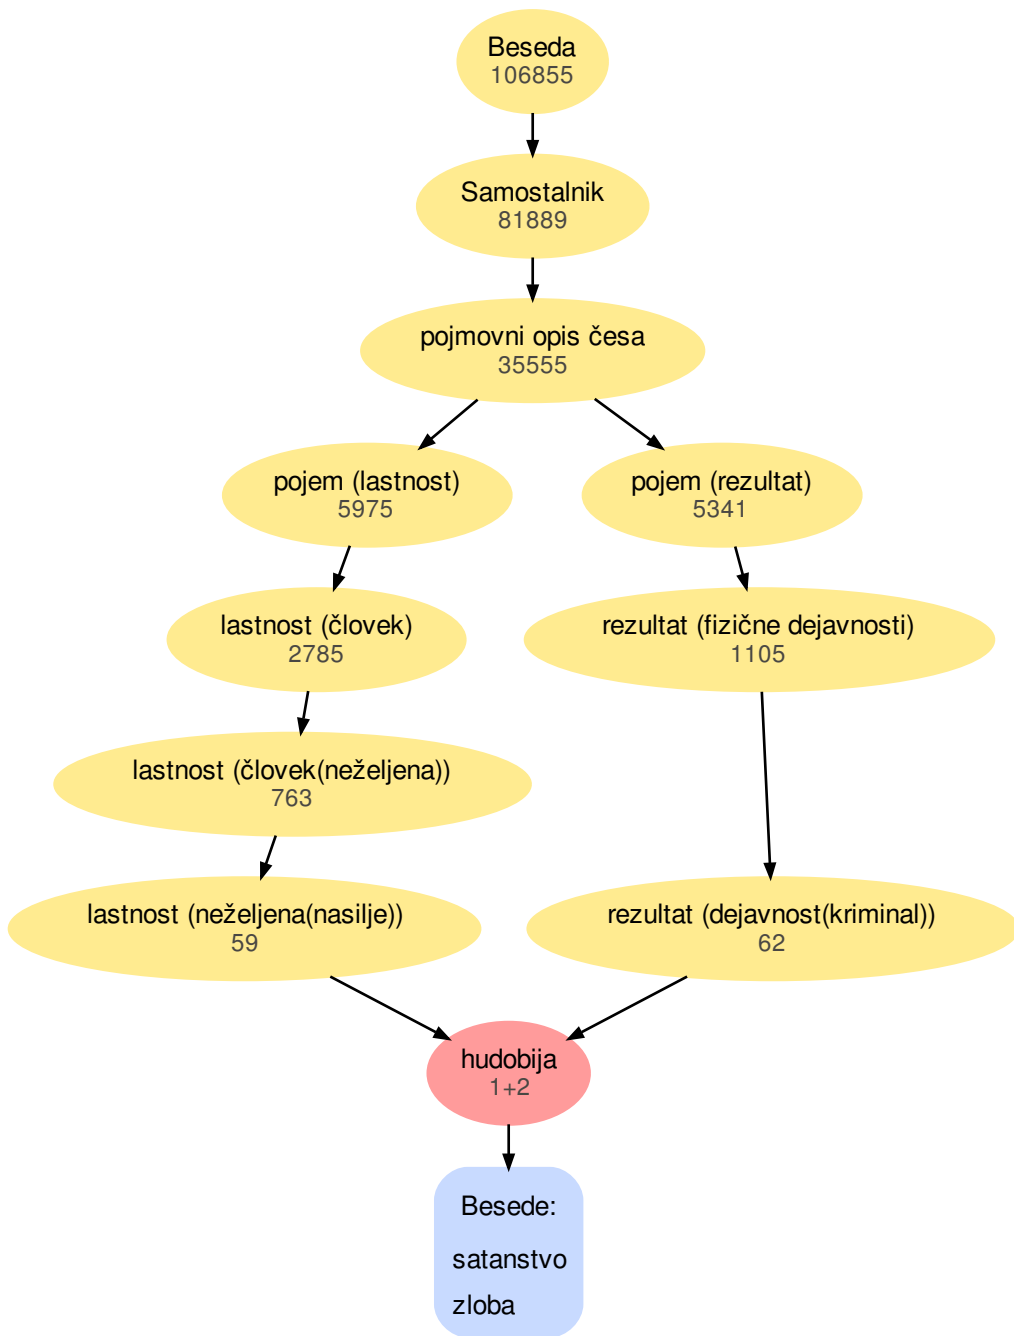 Beseda
106855
Samostalnik
81889
pojmovni opis česa
35555
pojem (lastnost)
5975
pojem (rezultat)
5341
lastnost (človek)
2785
rezultat (fizične dejavnosti)
1105
lastnost (človek(neželjena))
763
lastnost (neželjena(nasilje))
59
rezultat (dejavnost(kriminal))
62
hudobija
1+2
Besede:
satanstvo
zloba